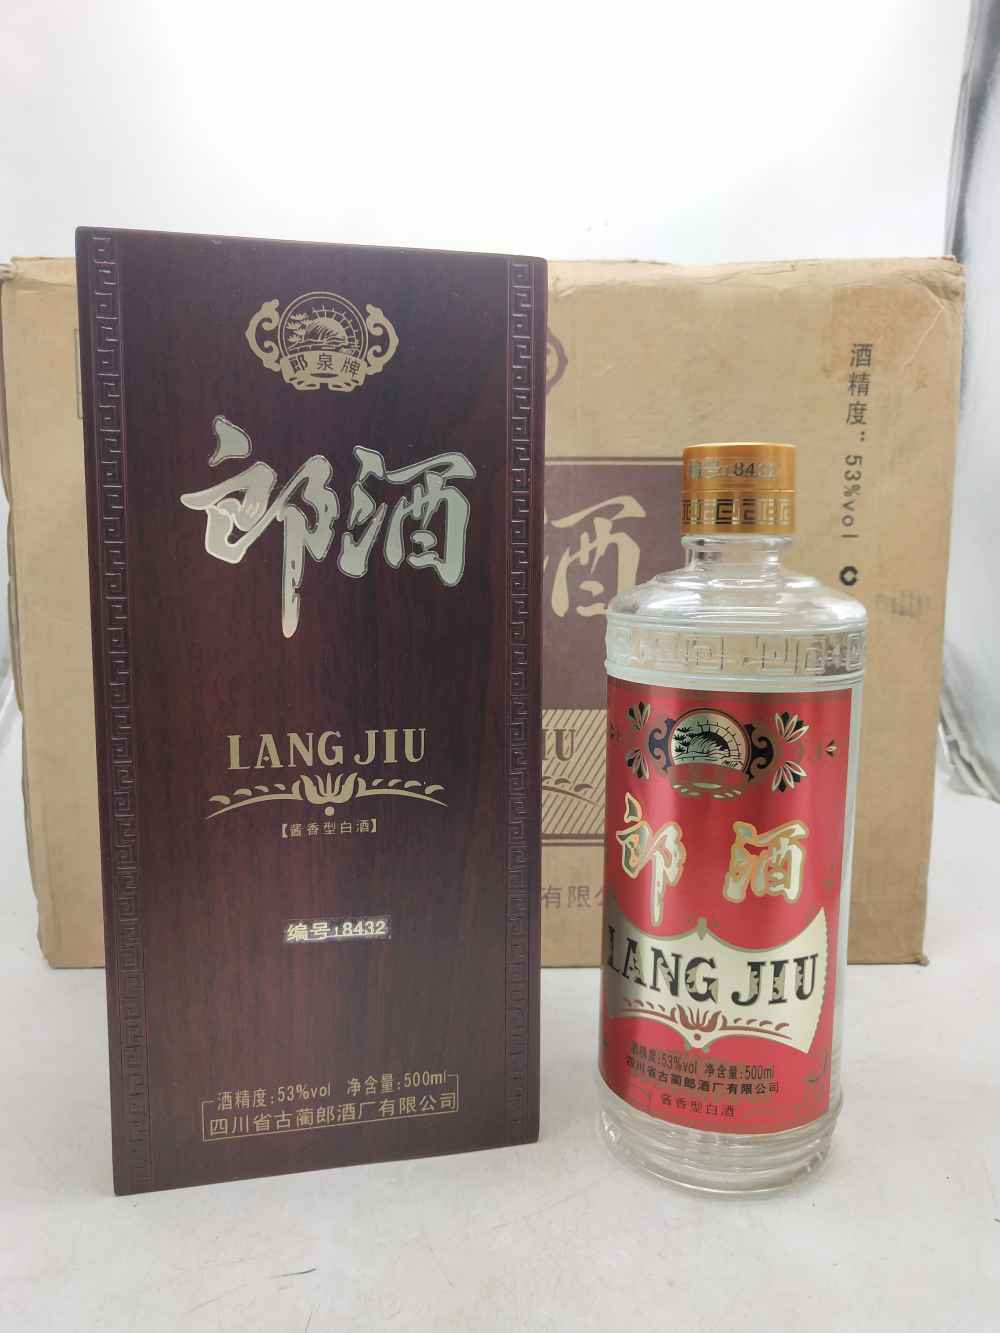 郎泉牌
郎酒
LANG JIU
【酱香型白酒】
编号:8432
酒精度:53%vol 净含量:500ml
四川省古蔺郎酒厂有限公司
酒
IU
有限公
酒精度:53%vol
编号:8432
郎酒
LANG JIU
酒精度:53%vol 净含量:500ml
四川省古蔺郎酒厂有限公司
酱香型白酒